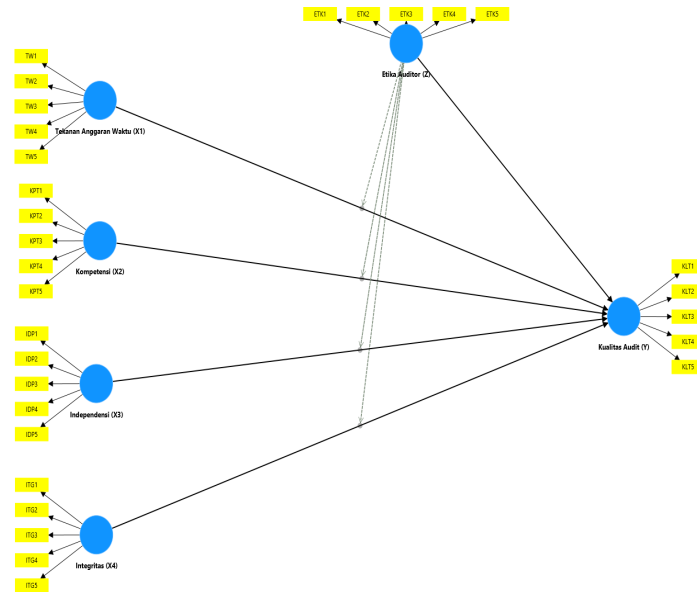 ETK1 ETK2 ETK3 ETK4 ETK5
Etika Auditor (Z)
TW1
TW2
TW3
TW4
TW5
Tekanan Anggaran Waktu (X1)
KPT1
KPT2
KPT3
KPT4
KPT5
Kompetensi (X2)
KLT1
KLT2
KLT3
KLT4
KLT5
Kualitas Audit (Y)
IDP1
IDP2
IDP3
IDP4
IDP5
Independensi (X3)
ITG1
ITG2
ITG3
ITG4
ITG5
Integritas (X4)